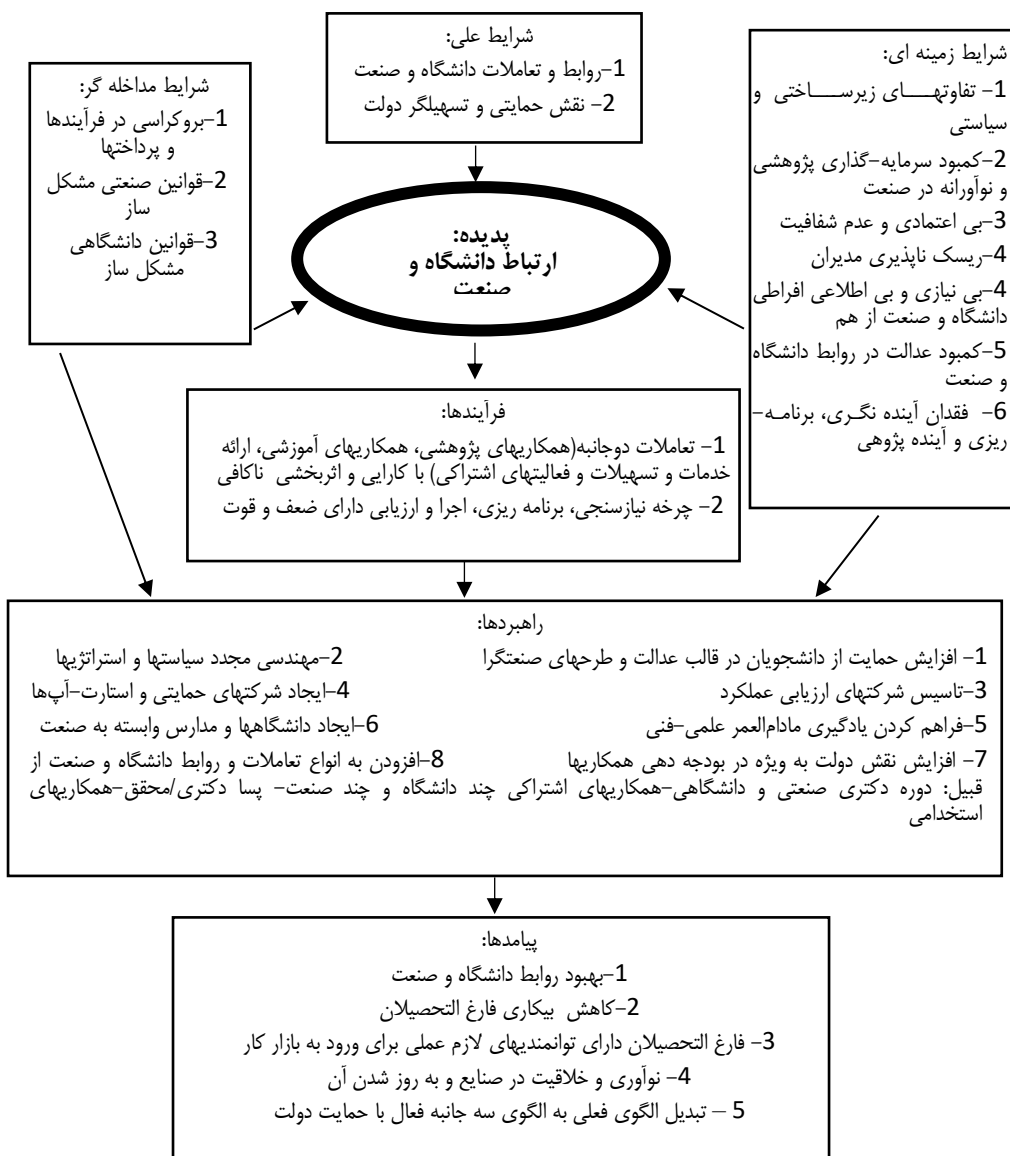 شرایط علی:
1-روابط و تعاملات دانشگاه و صنعت
2- نقش حمایتی و تسهیلگر دولت
شرایط زمینه ای:
1- تفاوتهای زیرساختی و
سیاستی
2-کمبود سرمایه-گذاری پژوهشی
و نوآورانه در صنعت
3-بی اعتمادی و عدم شفافیت
4-ریسک ناپذیری مدیران
4-بی نیازی و بی اطلاعی افراطی
دانشگاه و صنعت از هم
5-کمبود عدالت در روابط دانشگاه
و صنعت
6- فقدان آینده نگری، برنامه-
ریزی و آینده پژوهی
شرایط مداخله گر:
1-بروکراسی در فرآیندها
و پرداختها
2-قوانین صنعتی مشکل
ساز
3-قوانین دانشگاهی
مشکل ساز
پدیده:
ارتباط دانشگاه و
صنعت
فرآیندها:
1- تعاملات دوجانبه(همکاریهای پژوهشی، همکاریهای آموزشی، ارائه
خدمات و تسهیلات و فعالیتهای اشتراکی) با کارایی و اثربخشی ناکافی
2- چرخه نیازسنجی، برنامه ریزی، اجرا و ارزیابی دارای ضعف و قوت
راهبردها:
1- افزایش حمایت از دانشجویان در قالب عدالت و طرحهای صنعتگرا 2-مهندسی مجدد سیاستها و استراتژیها
3-تاسیس شرکتهای ارزیابی عملکرد 4-ایجاد شرکتهای حمایتی و استارت-آپ‌ها
5-فراهم کردن یادگیری مادام‌العمر علمی-فنی 6-ایجاد دانشگاهها و مدارس وابسته به صنعت
7- افزایش نقش دولت به ویژه در بودجه دهی همکاریها 8-افزودن به انواع تعاملات و روابط دانشگاه و صنعت از
قبیل: دوره دکتری صنعتی و دانشگاهی-همکاریهای اشتراکی چند دانشگاه و چند صنعت- پسا دکتری/محقق-همکاریهای
استخدامی
پیامدها:
1-بهبود روابط دانشگاه و صنعت
2-کاهش بیکاری فارغ التحصیلان
3- فارغ التحصیلان دارای توانمندیهای لازم عملی برای ورود به بازار کار
4- نوآوری و خلاقیت در صنایع و به روز شدن آن
5 – تبدیل الگوی فعلی به الگوی سه جانبه فعال با حمایت دولت